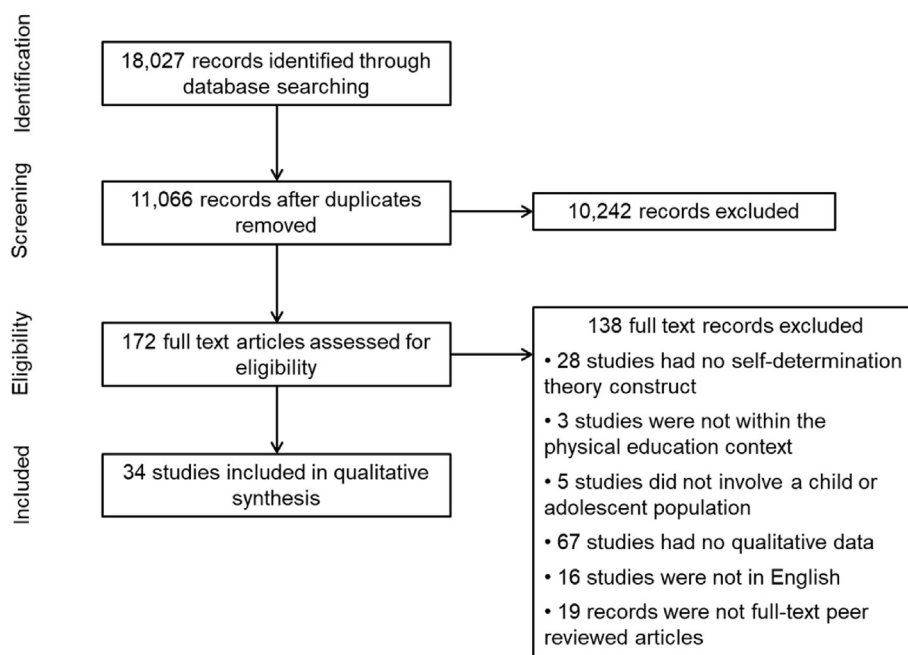 Identification
18,027 records identified through
database searching
Screening
11,066 records after duplicates
removed
10,242 records excluded
Eligibility
172 full text articles assessed for
eligibility
138 full text records excluded
• 28 studies had no self-determination
theory construct
• 3 studies were not within the
physical education context
• 5 studies did not involve a child or
adolescent population
• 67 studies had no qualitative data
• 16 studies were not in English
• 19 records were not full-text peer
reviewed articles
Included
34 studies included in qualitative
synthesis